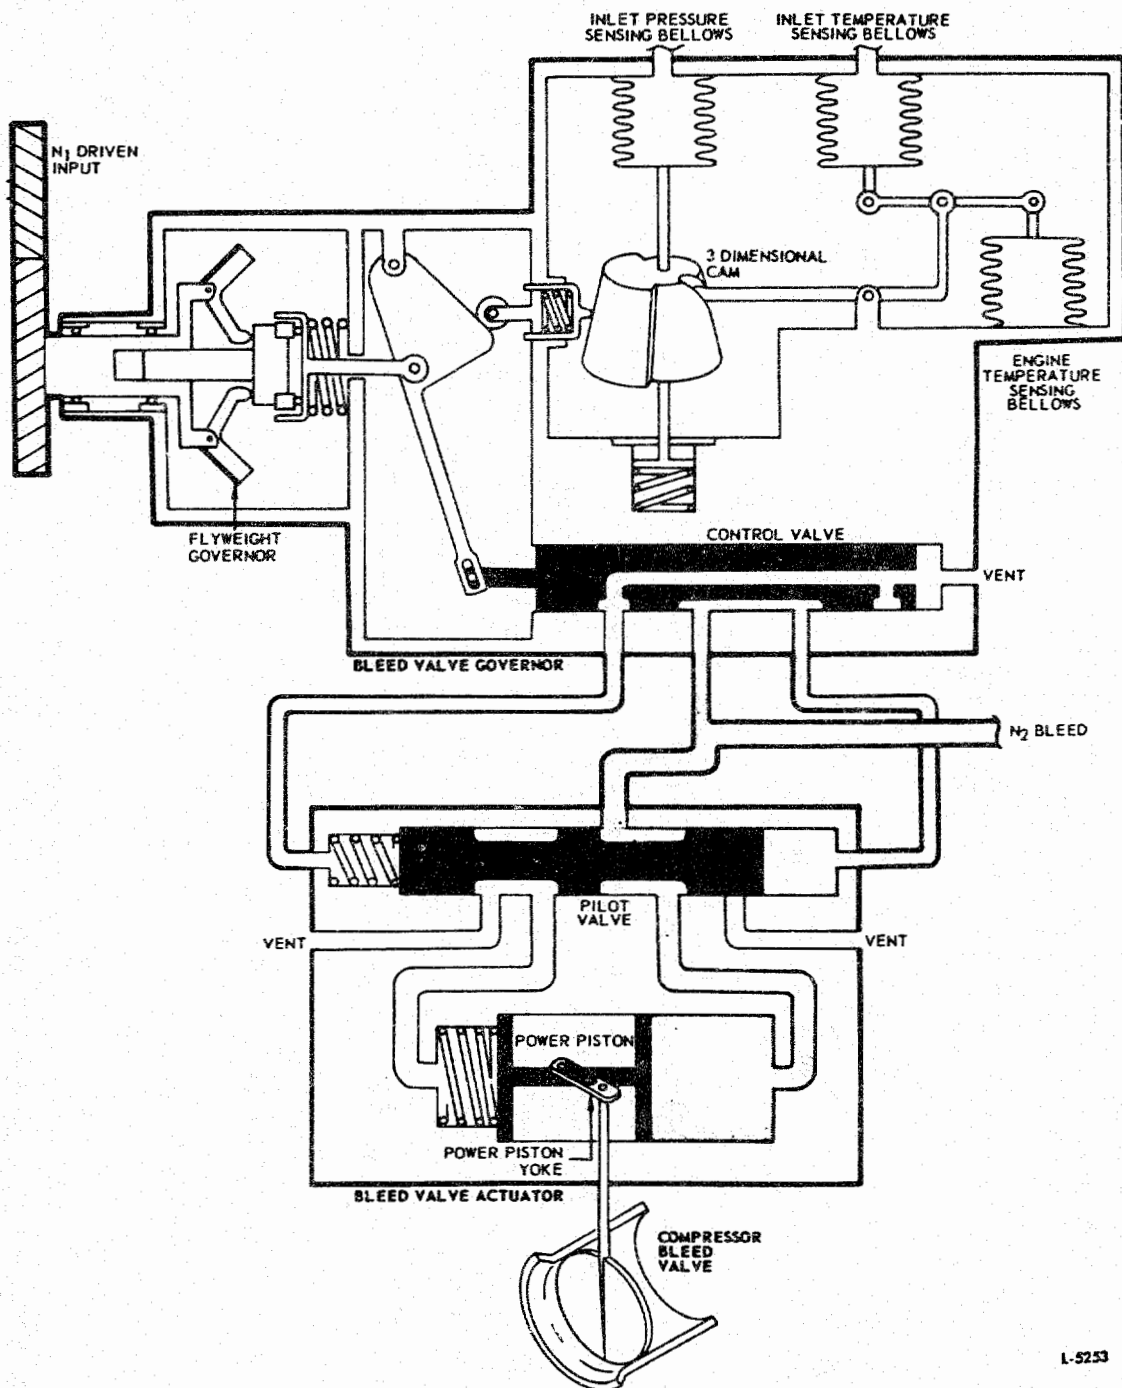 INLET PRESSURE
SENSING BELLOWS
INLET TEMPERATURE
SENSING BELLOWS
N1 DRIVEN
INPUT
3 DIMENSIONAL
CAM
ENGINE
TEMPERATURE
SENSING
BELLOWS
FLYWEIGHT
GOVERNOR
CONTROL VALVE
VENT
BLEED VALVE GOVERNOR
N2 BLEED
PILOT
VALVE
VENT
VENT
POWER PISTON
POWER PISTON
YOKE
BLEED VALVE ACTUATOR
COMPRESSOR
BLEED
VALVE
L-5253